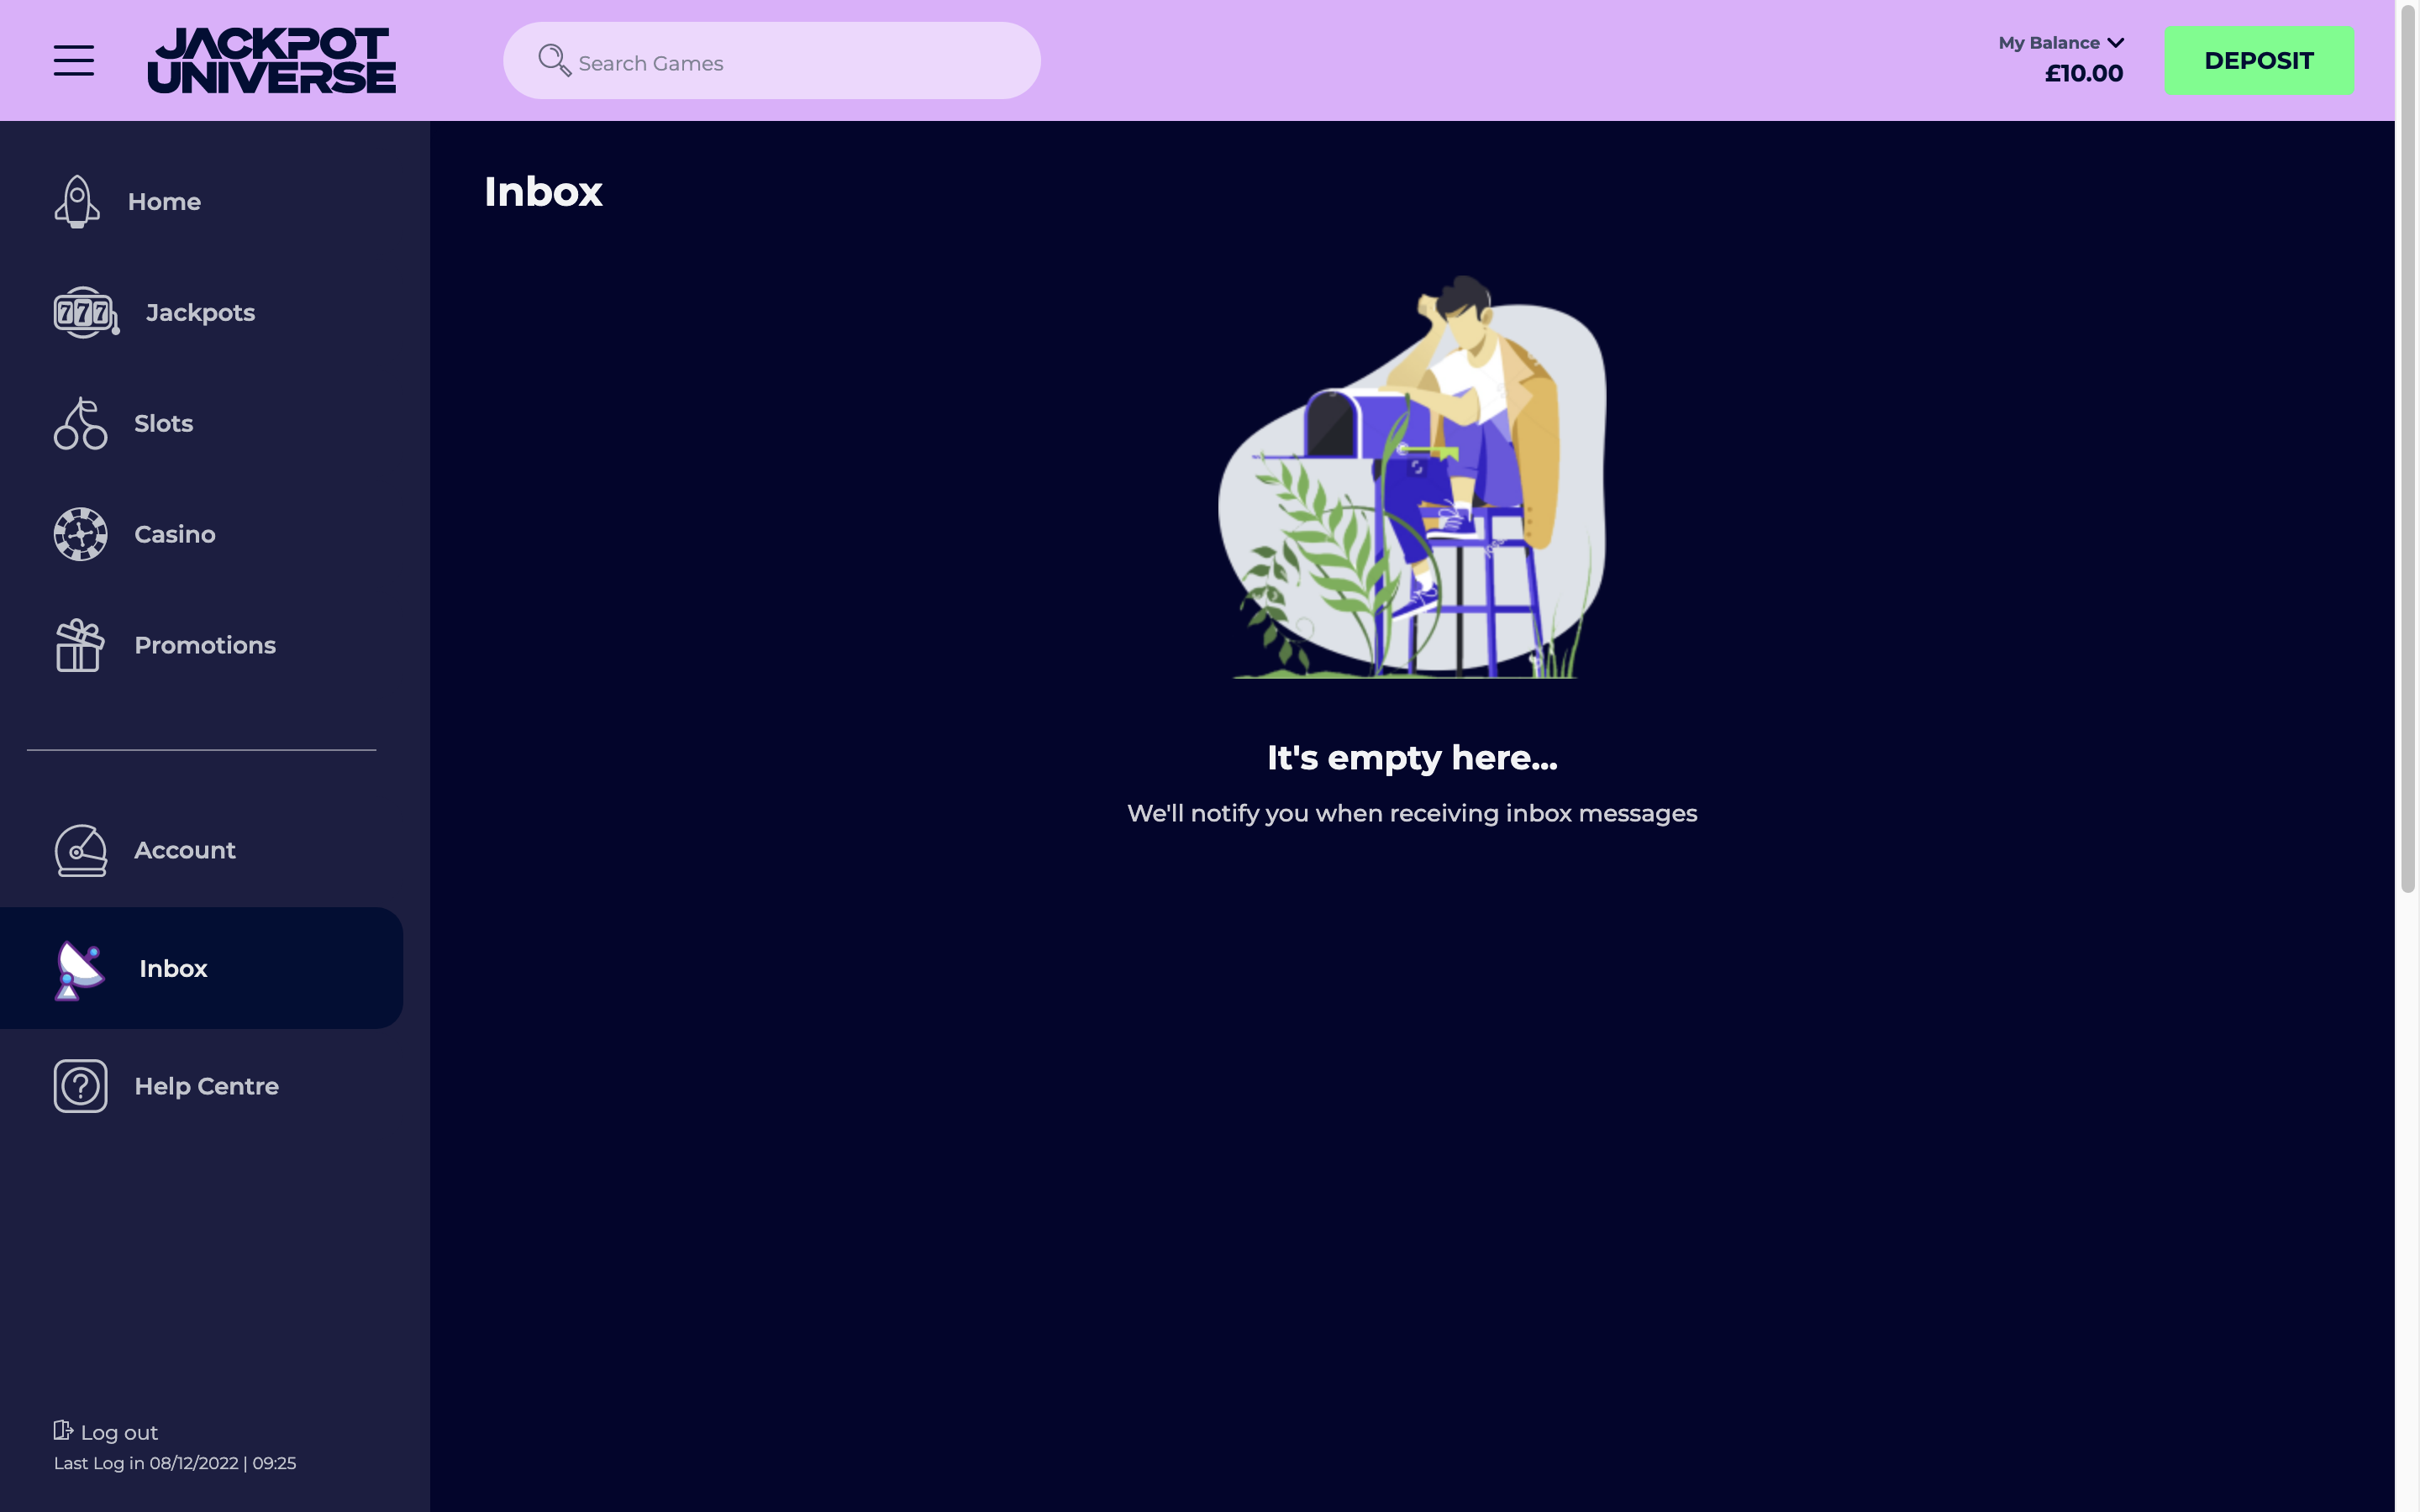 JACKPOT
UNIVERSE
Search Games
My Balance
£10.00
DEPOSIT
Home
777
Jackpots
Slots
Casino
Promotions
Account
Inbox
Help Centre
Log out
Last Log in 08/12/2022 | 09:25
Inbox
It's empty here...
We'll notify you when receiving inbox messages